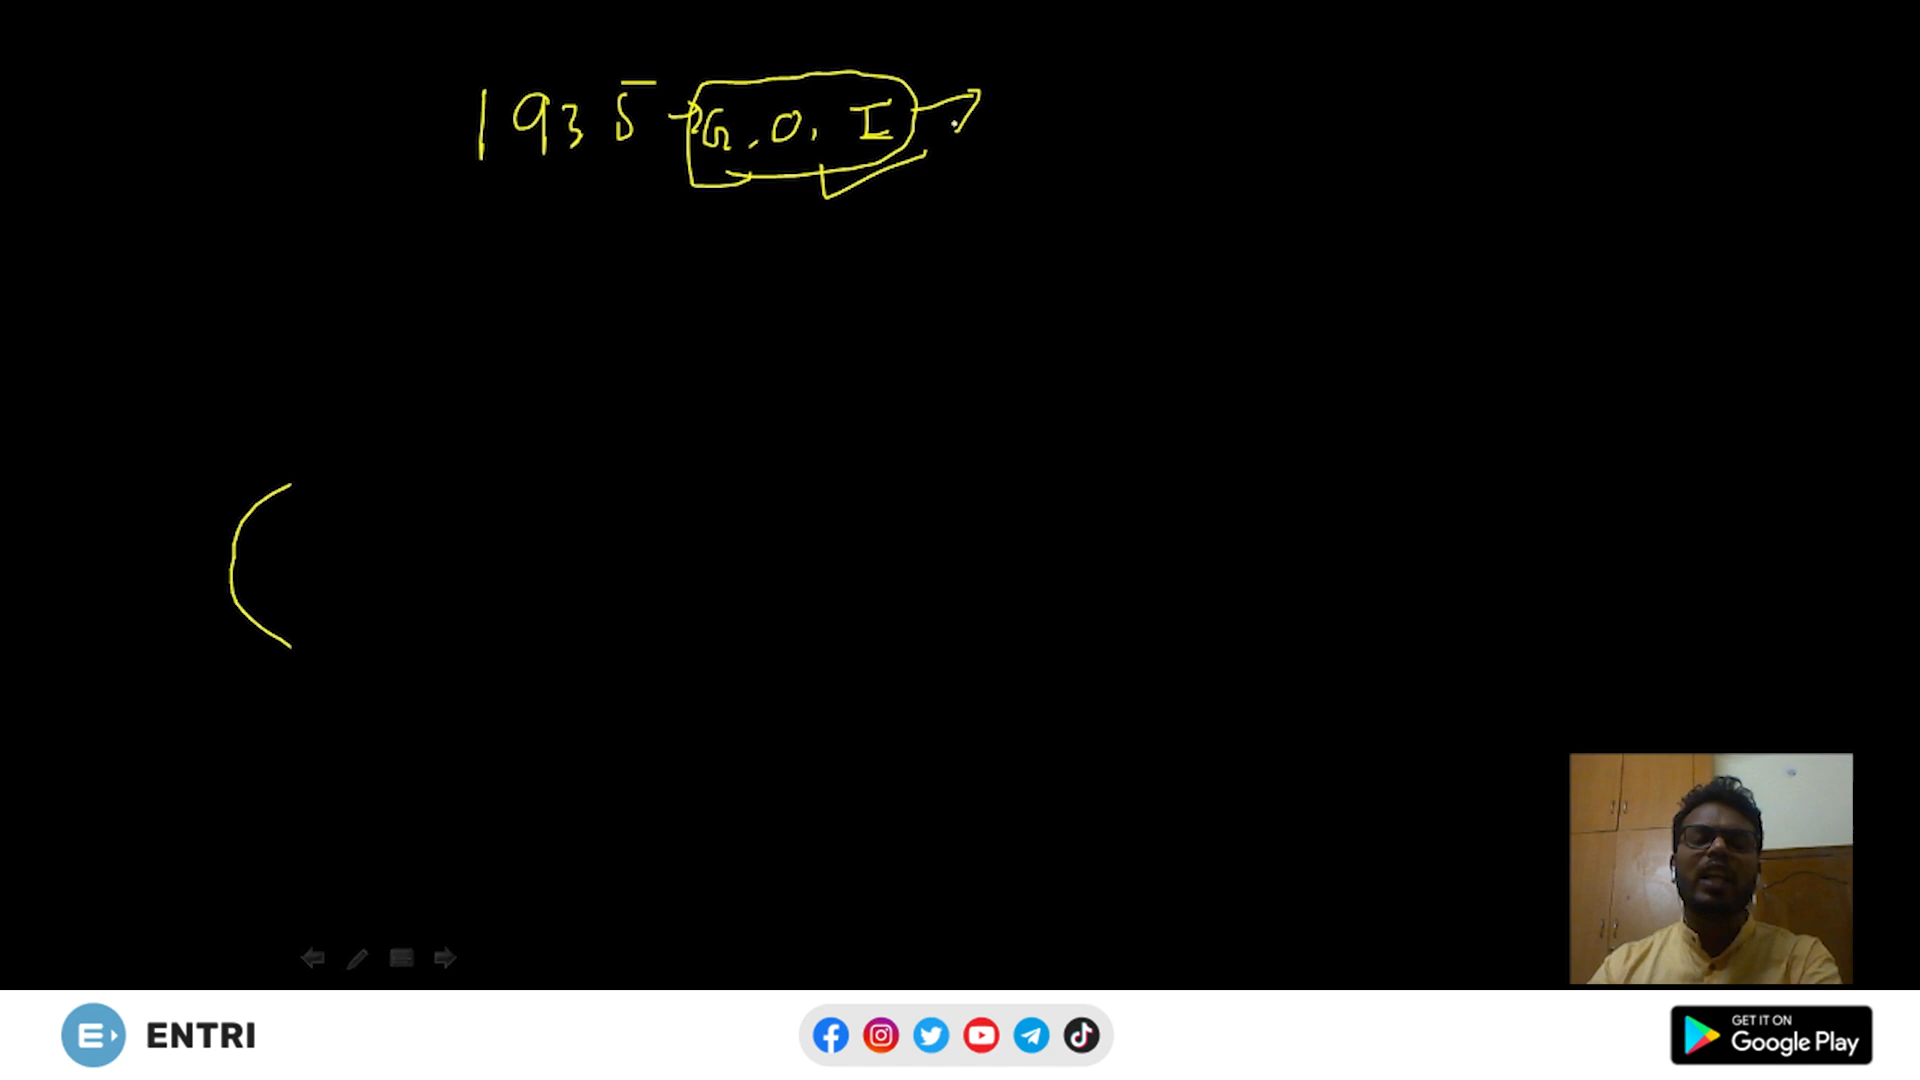 1935 → G.O.I →
ENTRI
GET IT ON
Google Play